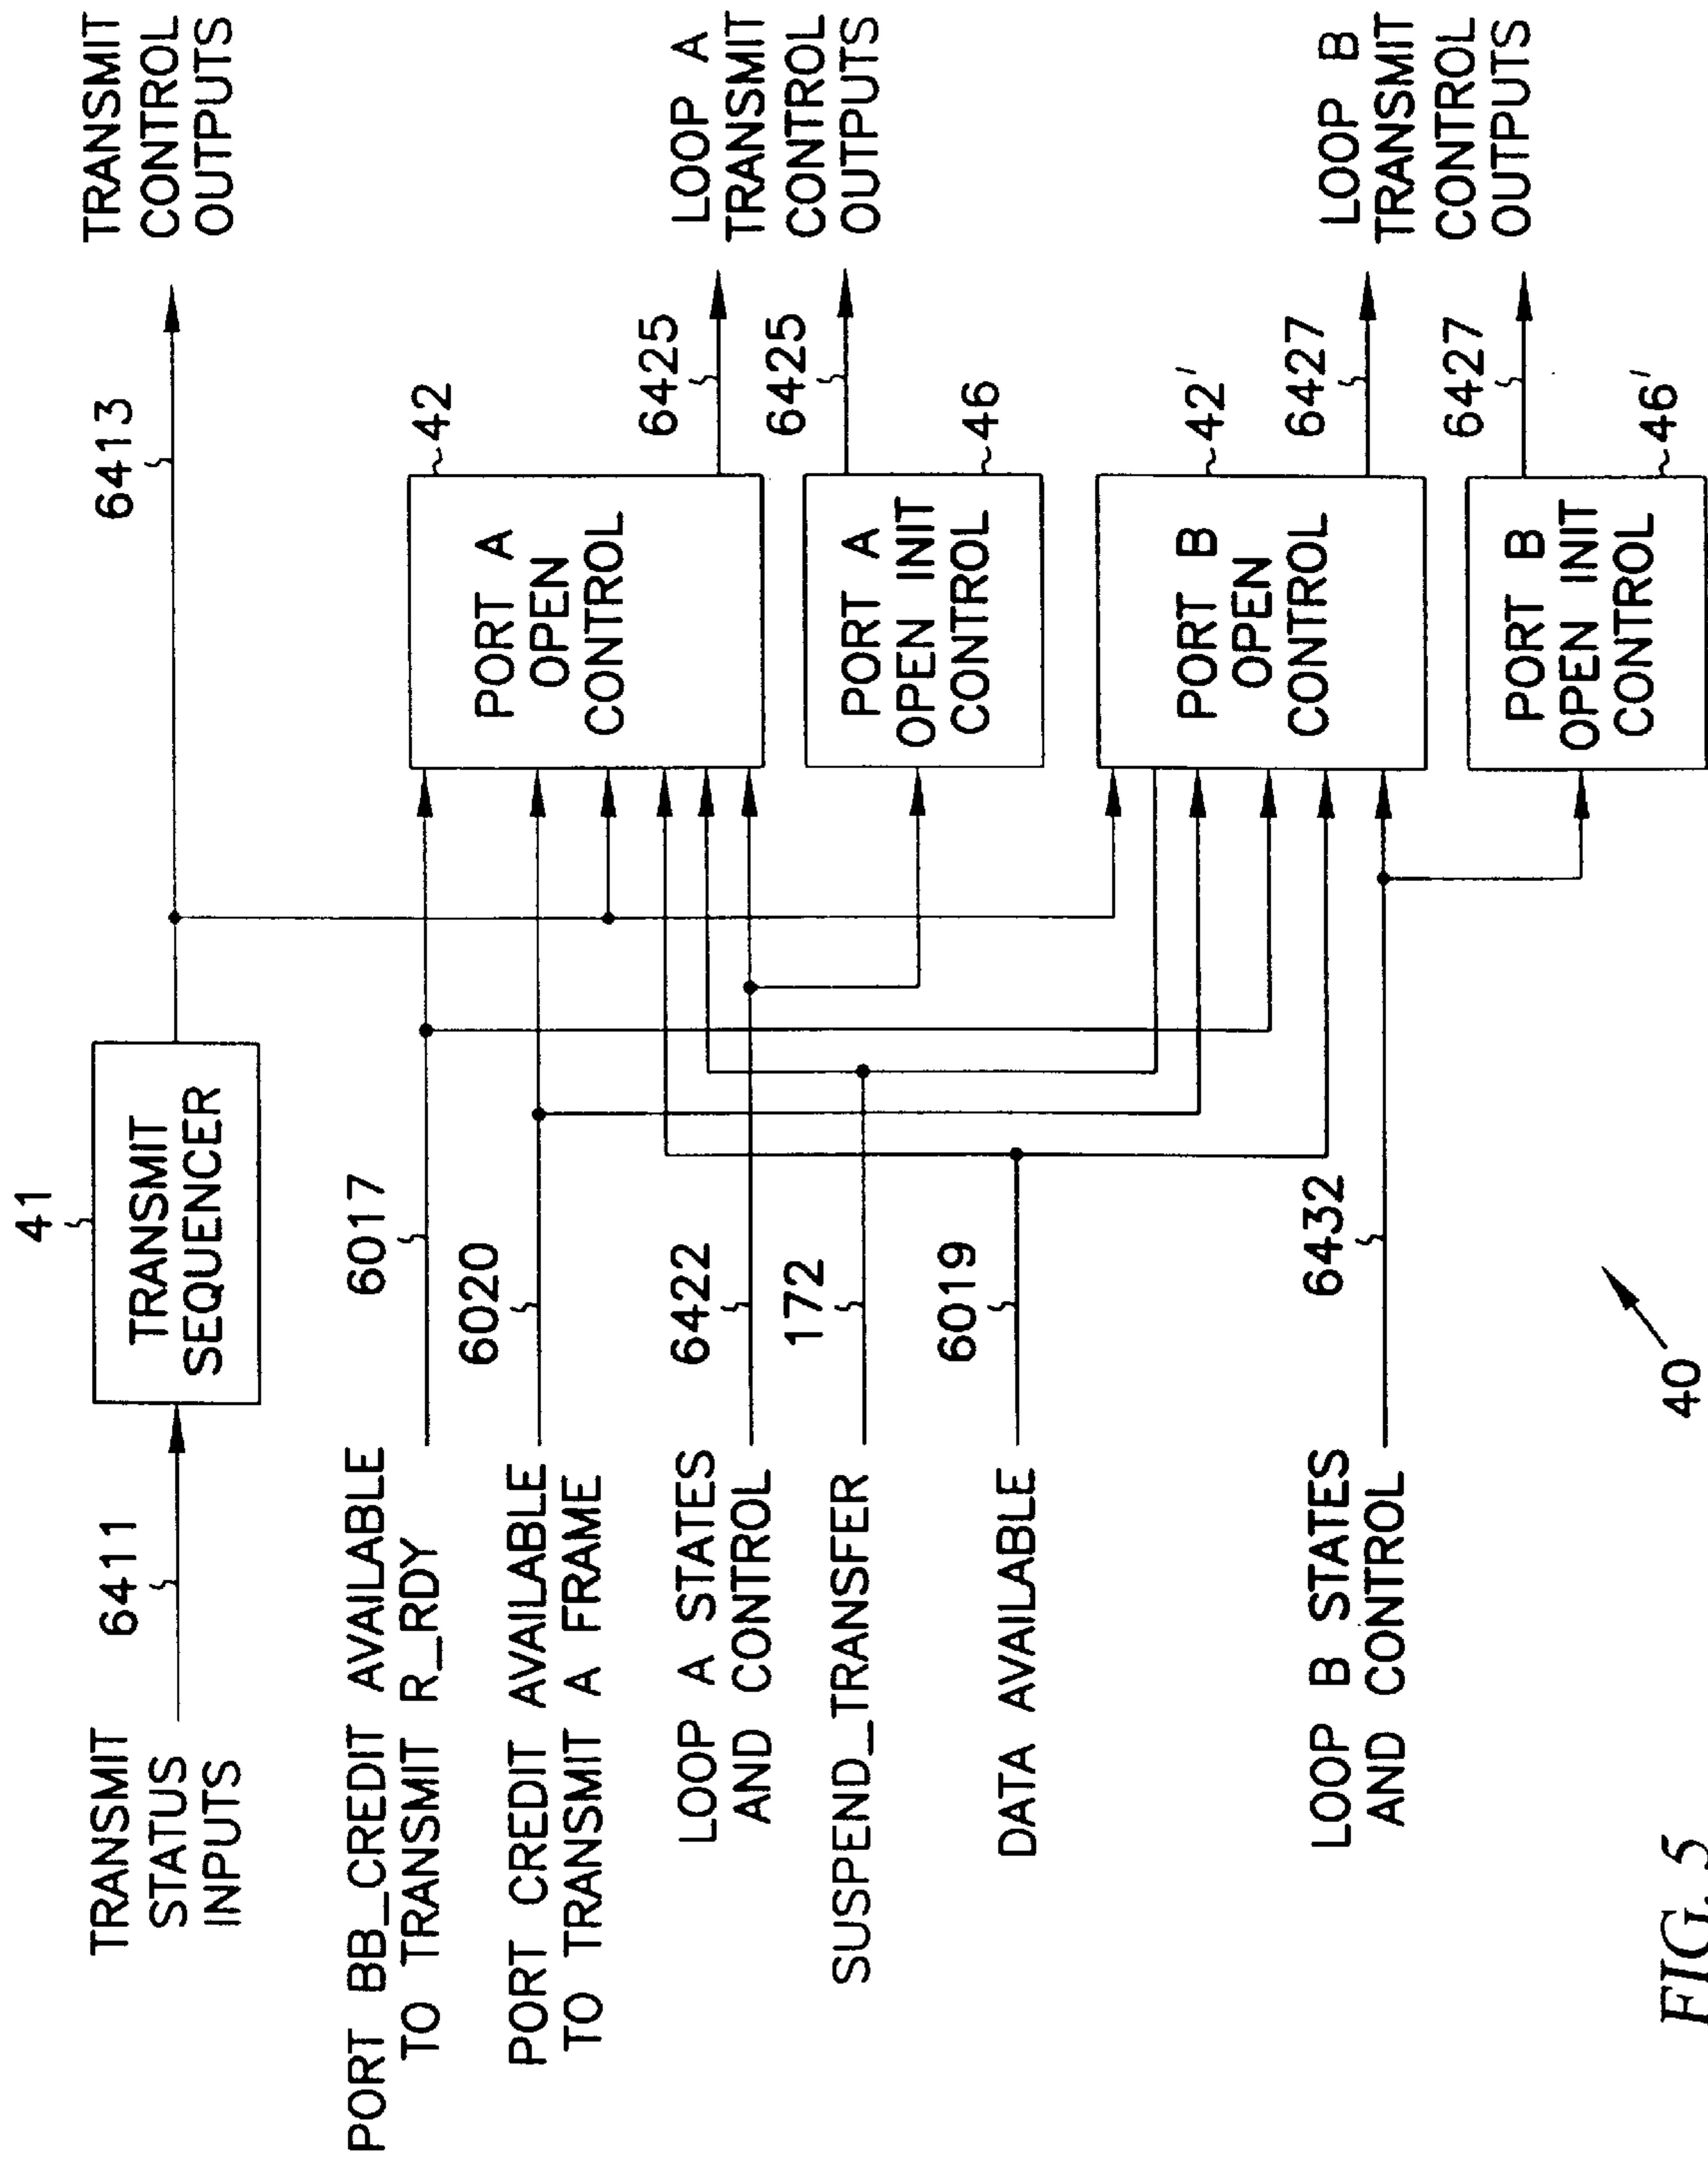 TRANSMIT
STATUS
INPUTS
6411
41
TRANSMIT
SEQUENCER
6413
TRANSMIT
CONTROL
OUTPUTS
PORT BB_CREDIT AVAILABLE
TO TRANSMIT R_RDY
6017
PORT CREDIT AVAILABLE
TO TRANSMIT A FRAME
6020
LOOP A STATES
AND CONTROL
6422
SUSPEND_TRANSFER
172
DATA AVAILABLE
6019
LOOP B STATES
AND CONTROL
6432
PORT A
OPEN
CONTROL
42
6425
PORT A
OPEN INIT
CONTROL
46
6425
LOOP A
TRANSMIT
CONTROL
OUTPUTS
PORT B
OPEN
CONTROL
42'
6427
PORT B
OPEN INIT
CONTROL
46'
6427
LOOP B
TRANSMIT
CONTROL
OUTPUTS
40
FIG. 5